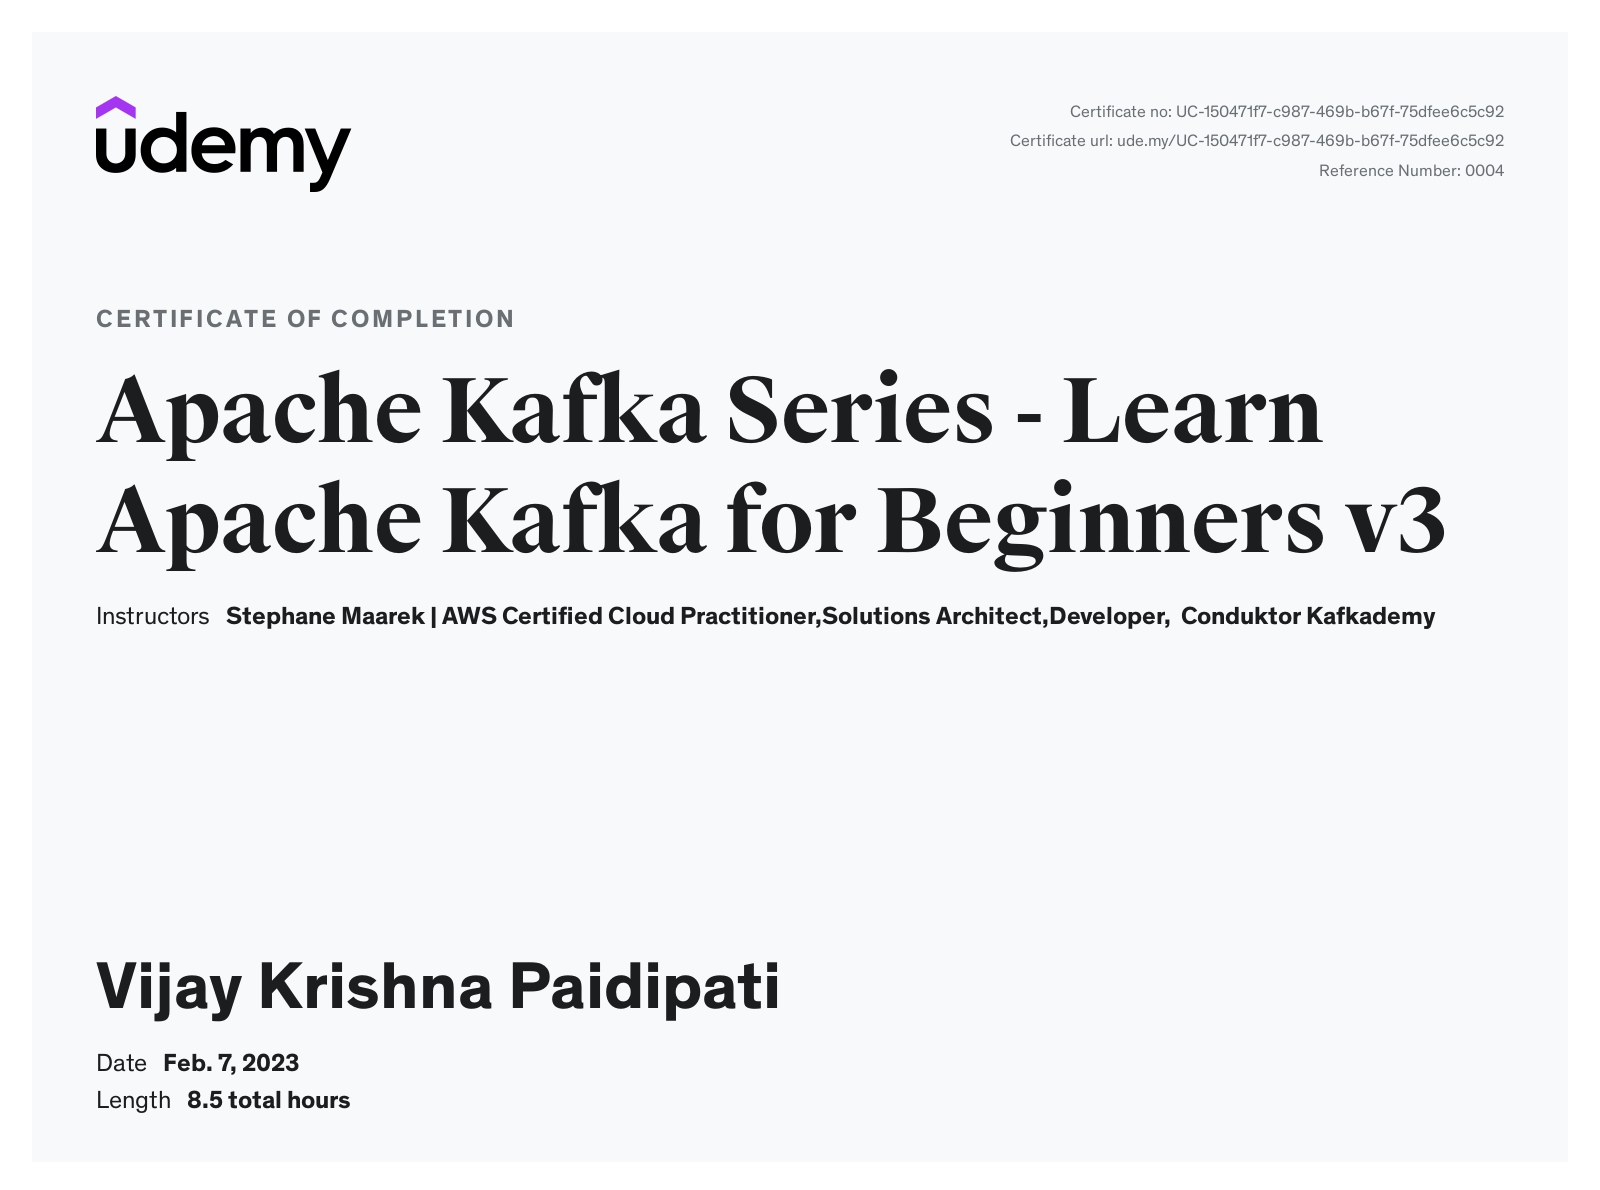 udemy
Certificate no: UC-150471f7-c987-469b-b67f-75dfee6c5c92
Certificate url: ude.my/UC-150471f7-c987-469b-b67f-75dfee6c5c92
Reference Number: 0004
CERTIFICATE OF COMPLETION
Apache Kafka Series - Learn
Apache Kafka for Beginners v3
Instructors Stephane Maarek | AWS Certified Cloud Practitioner,Solutions Architect,Developer, Conduktor Kafkademy
Vijay Krishna Paidipati
Date Feb. 7, 2023
Length 8.5 total hours